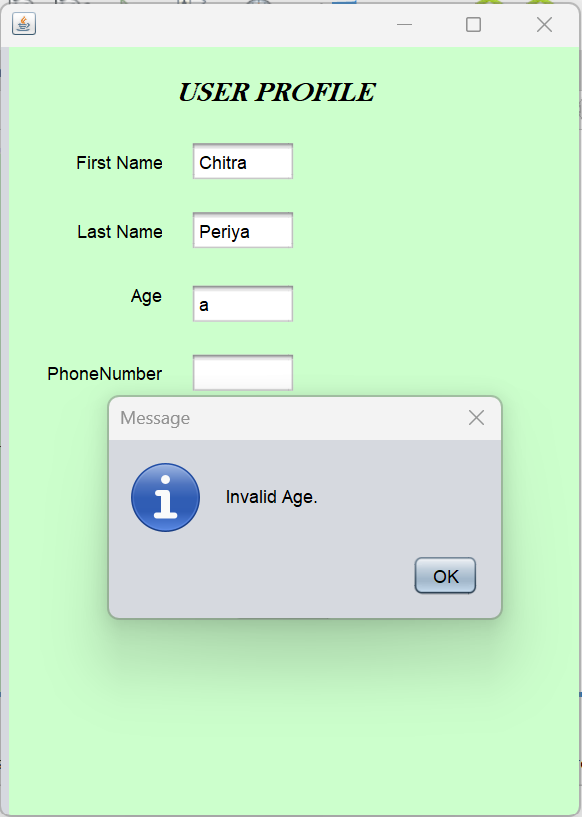 USER PROFILE
First Name Chitra
Last Name Periya
Age a
PhoneNumber
Message
Invalid Age.
OK